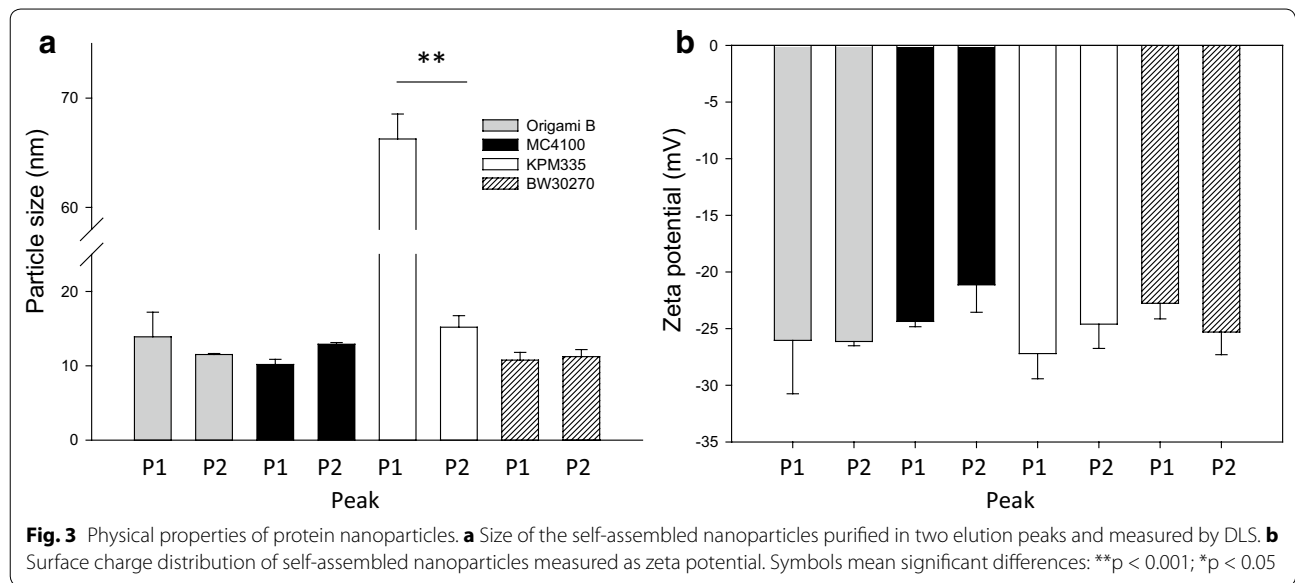 a
Particle size (nm)
70
60
20
10
0
**
Origami B
MC4100
KPM335
BW30270
P1 P2 P1 P2 P1 P2 P1 P2
Peak
b
Zeta potential (mV)
0
-5
-10
-15
-20
-25
-30
-35
P1 P2 P1 P2 P1 P2 P1 P2
Peak
Fig. 3 Physical properties of protein nanoparticles. a Size of the self-assembled nanoparticles purified in two elution peaks and measured by DLS. b
Surface charge distribution of self-assembled nanoparticles measured as zeta potential. Symbols mean significant differences: **p < 0.001; *p < 0.05